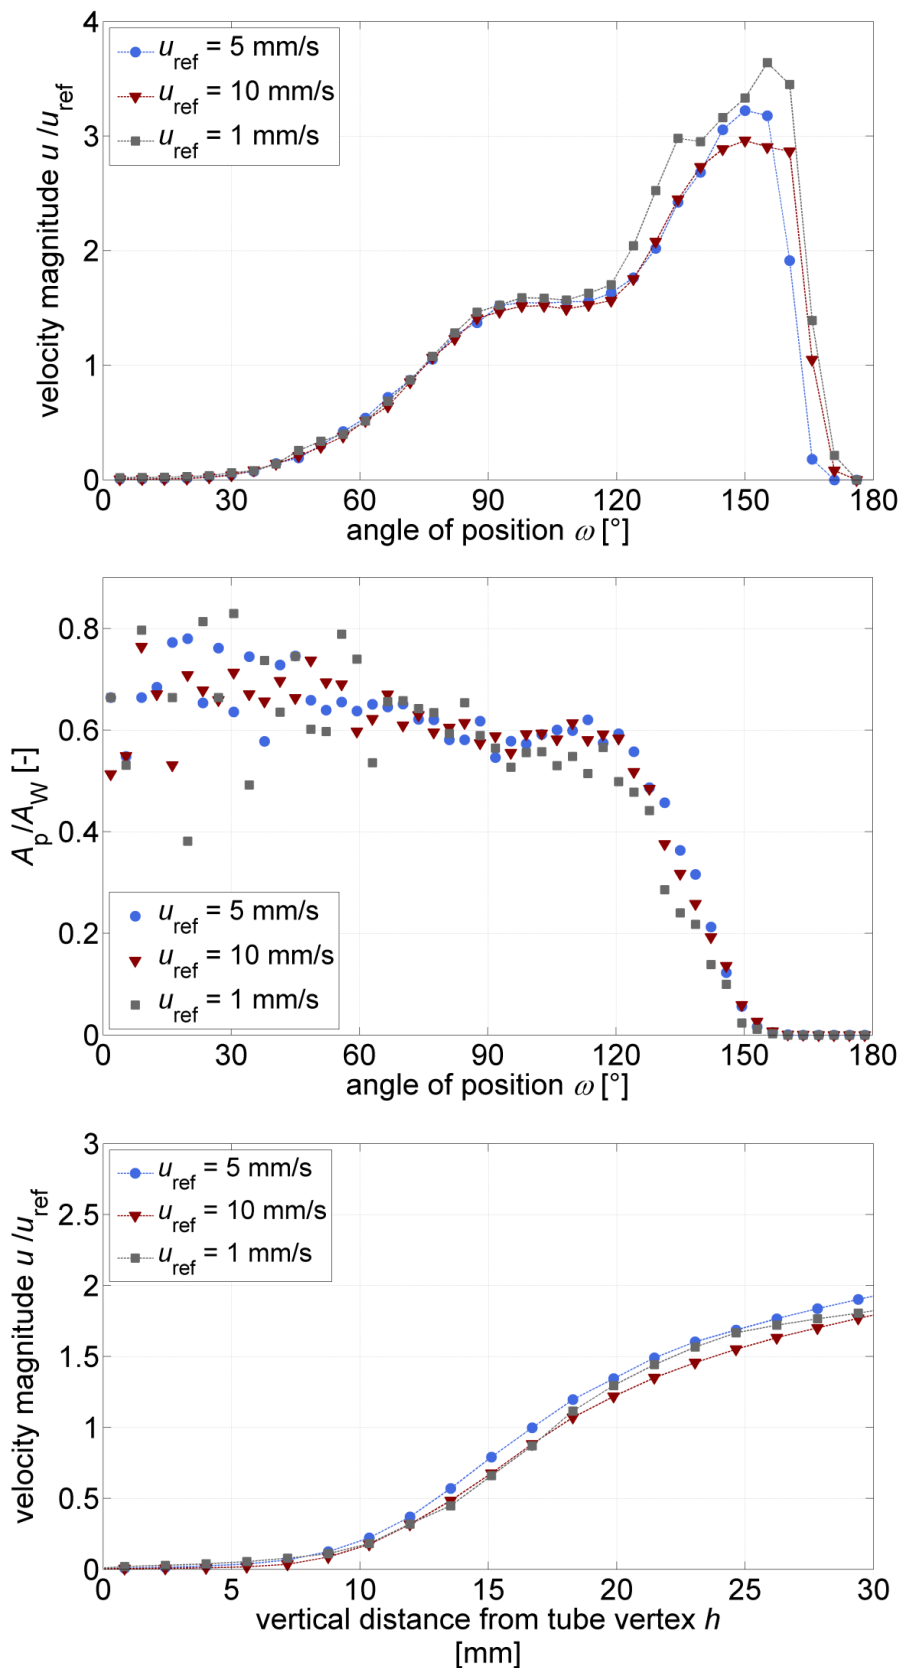 4
3
2
1
0
velocity magnitude u /u_ref
u_ref = 5 mm/s
u_ref = 10 mm/s
u_ref = 1 mm/s
0 30 60 90 120 150 180
angle of position ω [°]
0.8
0.6
0.4
0.2
0
A_p/A_W [-]
u_ref = 5 mm/s
u_ref = 10 mm/s
u_ref = 1 mm/s
0 30 60 90 120 150 180
angle of position ω [°]
3
2.5
2
1.5
1
0.5
0
velocity magnitude u /u_ref
u_ref = 5 mm/s
u_ref = 10 mm/s
u_ref = 1 mm/s
0 5 10 15 20 25 30
vertical distance from tube vertex h
[mm]